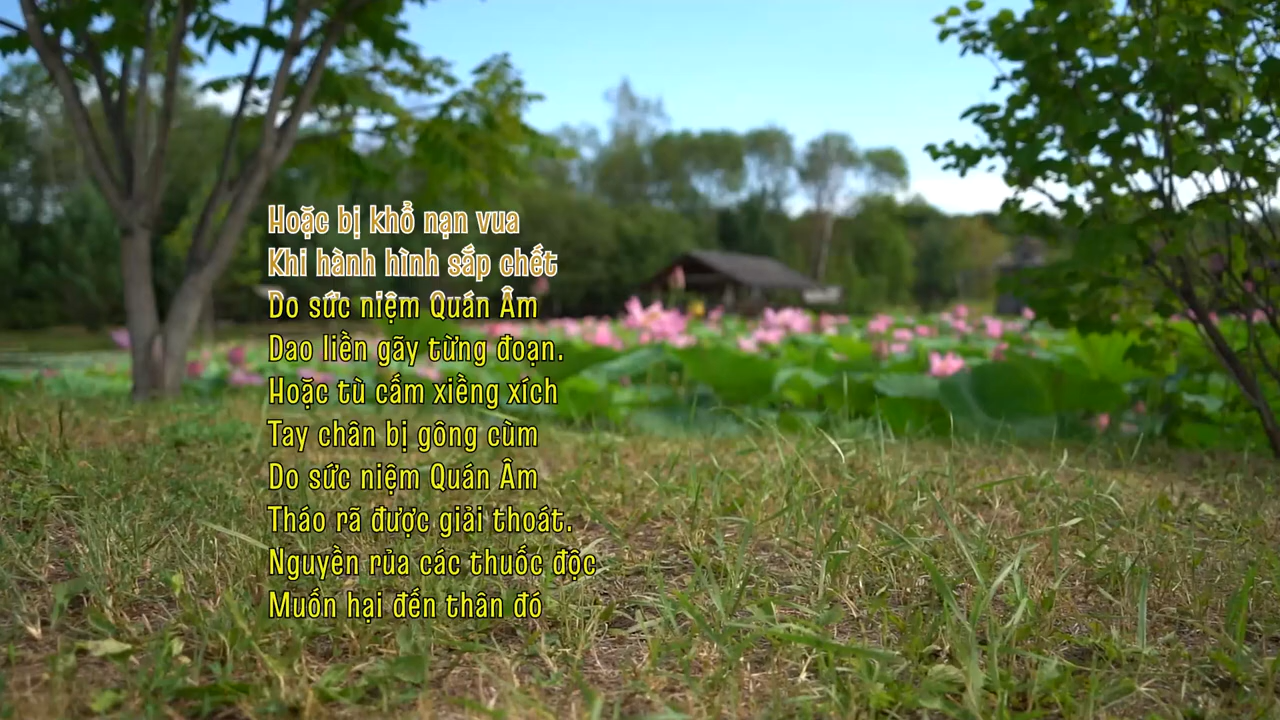 Hoặc bị khổ nạn vua
Khi hành hình sắp chết
Do sức niệm Quán Âm
Dao liền gãy từng đoạn.
Hoặc tù cấm xiềng xích
Tay chân bị gông cùm
Do sức niệm Quán Âm
Tháo rã được giải thoát.
Nguyền rủa các thuốc độc
Muốn hại đến thân đó